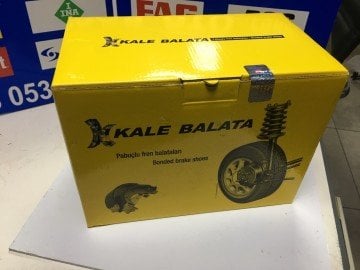 INA
FAG
053
KALE BALATA
KALE BALATA
Pabuçlu fren balataları
Bonded brake shoes